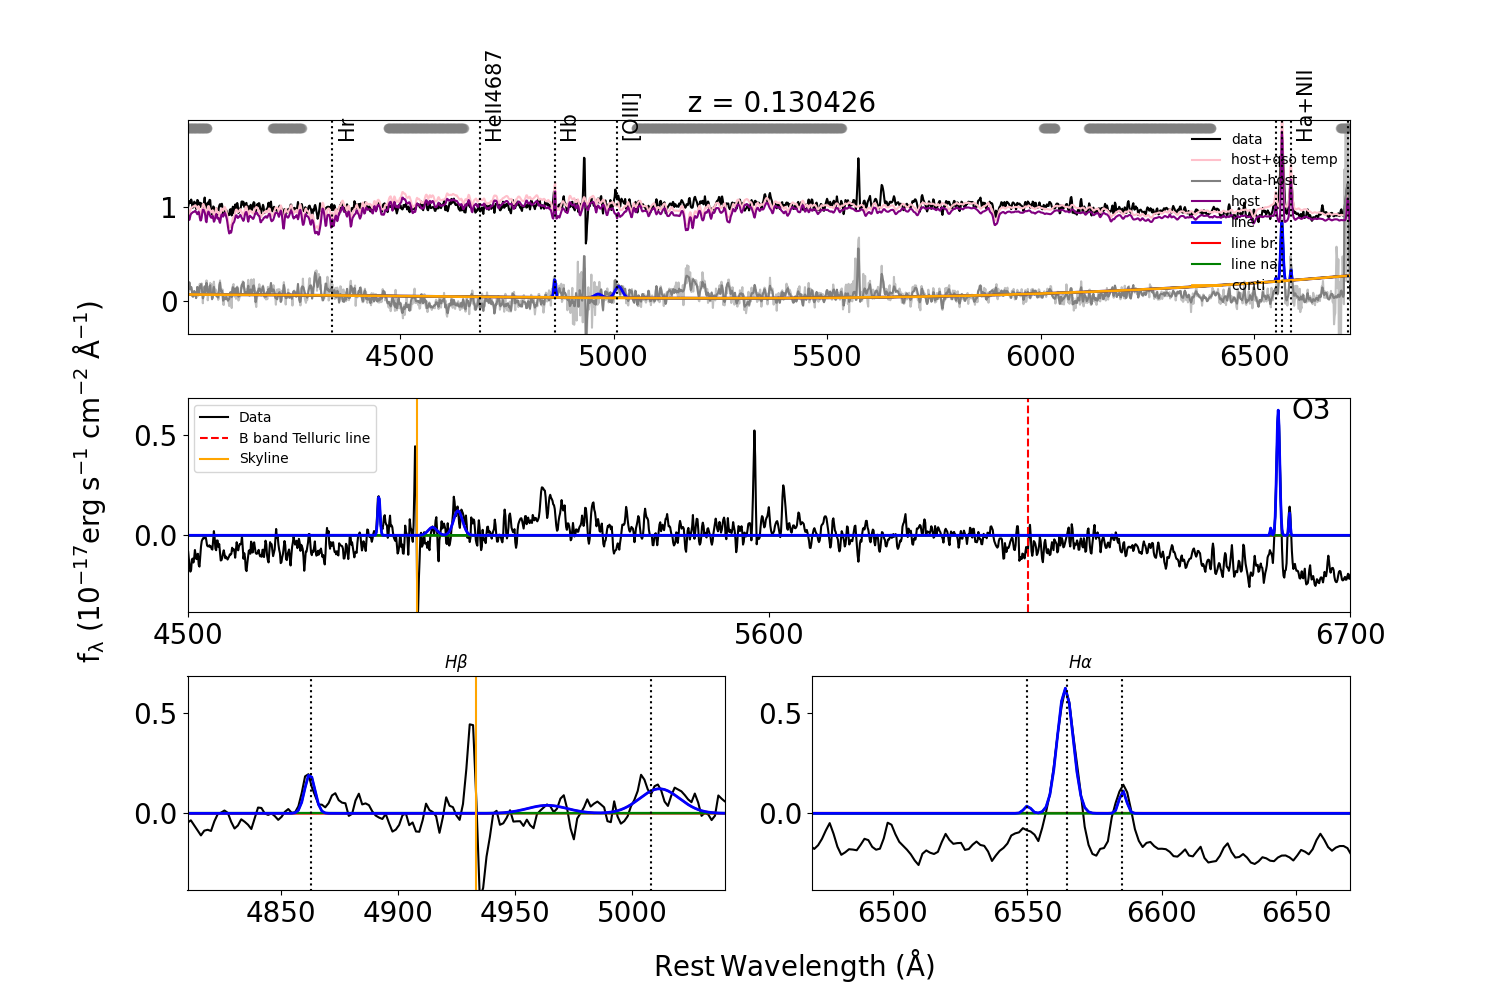 z = 0.130426
Hr
HeII4687
Hb
[OIII]
Ha+NII
data
host+qso temp
data-host
host
line
line br
line na
conti
1
0
4500 5000 5500 6000 6500
Data
B band Telluric line
Skyline
O3
0.5
0.0
4500 5600 6700
fλ (10⁻¹⁷erg s⁻¹ cm⁻² Å⁻¹)
Hβ
0.5
0.0
4850 4900 4950 5000
Hα
0.5
0.0
6500 6550 6600 6650
Rest Wavelength (Å)